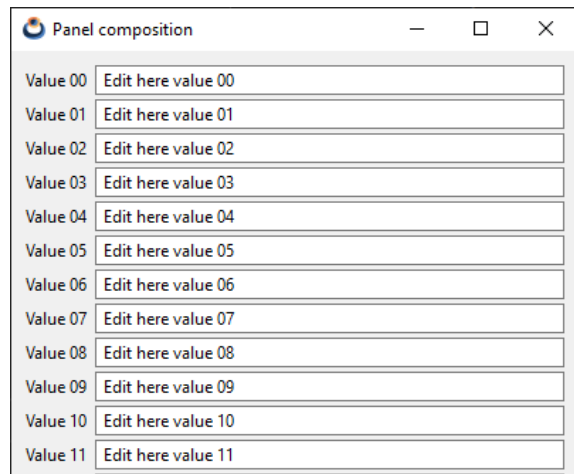 Panel composition
Value 00 Edit here value 00
Value 01 Edit here value 01
Value 02 Edit here value 02
Value 03 Edit here value 03
Value 04 Edit here value 04
Value 05 Edit here value 05
Value 06 Edit here value 06
Value 07 Edit here value 07
Value 08 Edit here value 08
Value 09 Edit here value 09
Value 10 Edit here value 10
Value 11 Edit here value 11